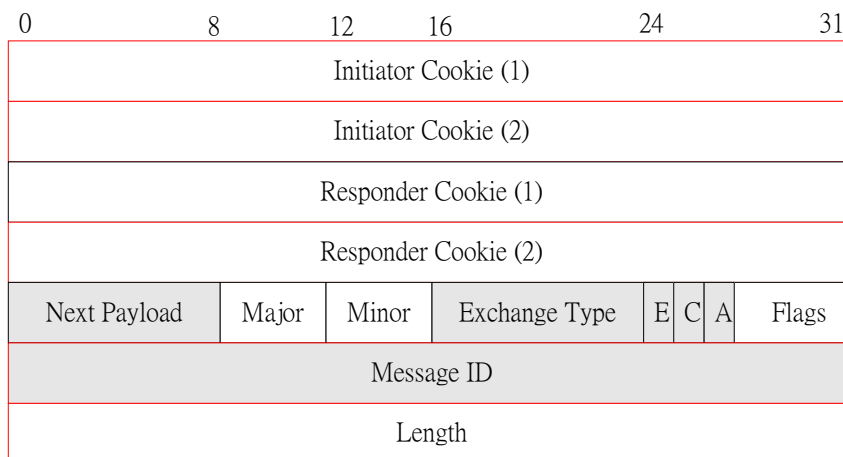 0 8 12 16 24 31
Initiator Cookie (1)
Initiator Cookie (2)
Responder Cookie (1)
Responder Cookie (2)
Next Payload Major Minor Exchange Type E C A Flags
Message ID
Length